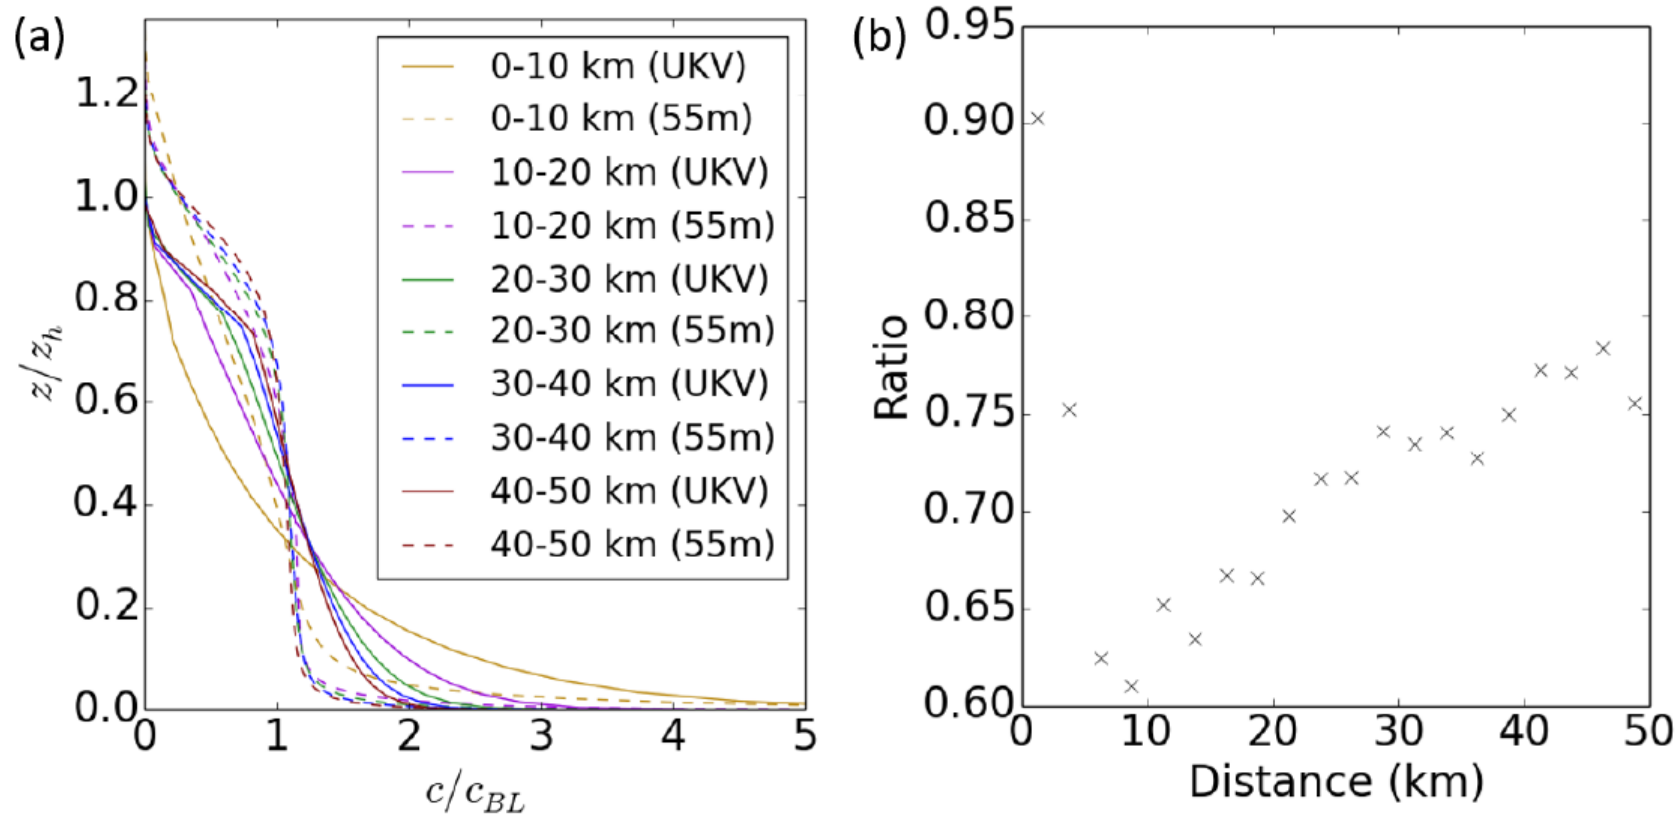 (a)
1.2
1.0
0.8
0.6
0.4
0.2
0.0
z/z_h
0 1 2 3 4 5
c/c_BL
0-10 km (UKV)
0-10 km (55m)
10-20 km (UKV)
10-20 km (55m)
20-30 km (UKV)
20-30 km (55m)
30-40 km (UKV)
30-40 km (55m)
40-50 km (UKV)
40-50 km (55m)
(b)
0.95
0.90
0.85
0.80
0.75
0.70
0.65
0.60
Ratio
0 10 20 30 40 50
Distance (km)